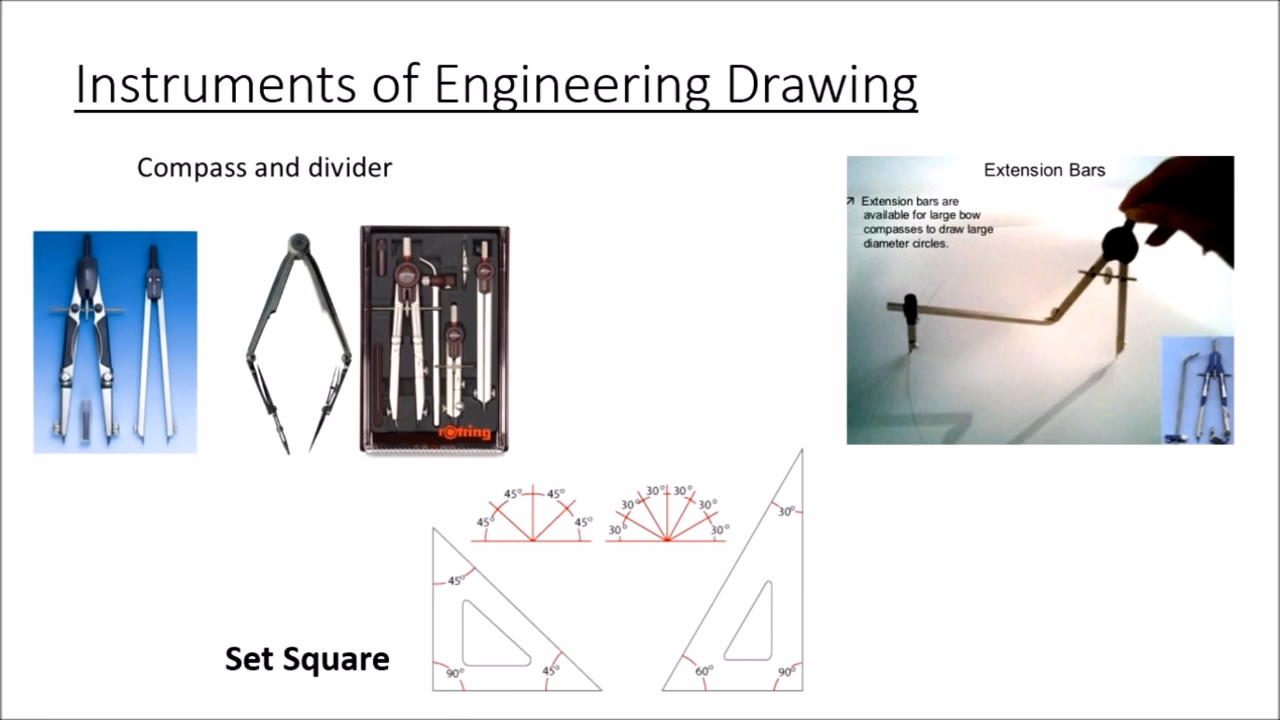 Instruments of Engineering Drawing
Compass and divider
Extension Bars
Extension bars are
available for large bow
compasses to draw large
diameter circles.
rotring
45° 45° 45° 45°
30° 30° 30° 30° 30° 30°
45°
90° 45°
30°
60° 90°
Set Square